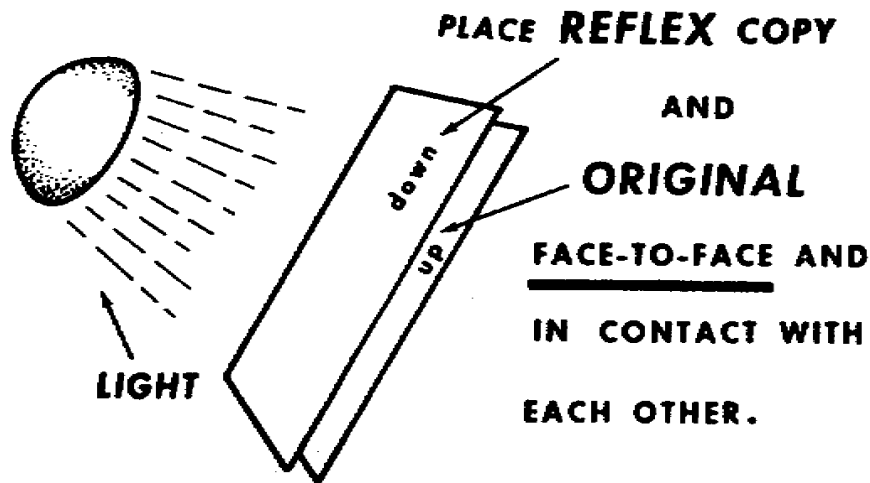 PLACE REFLEX COPY
AND
ORIGINAL
FACE-TO-FACE AND
IN CONTACT WITH
EACH OTHER.
down
up
LIGHT